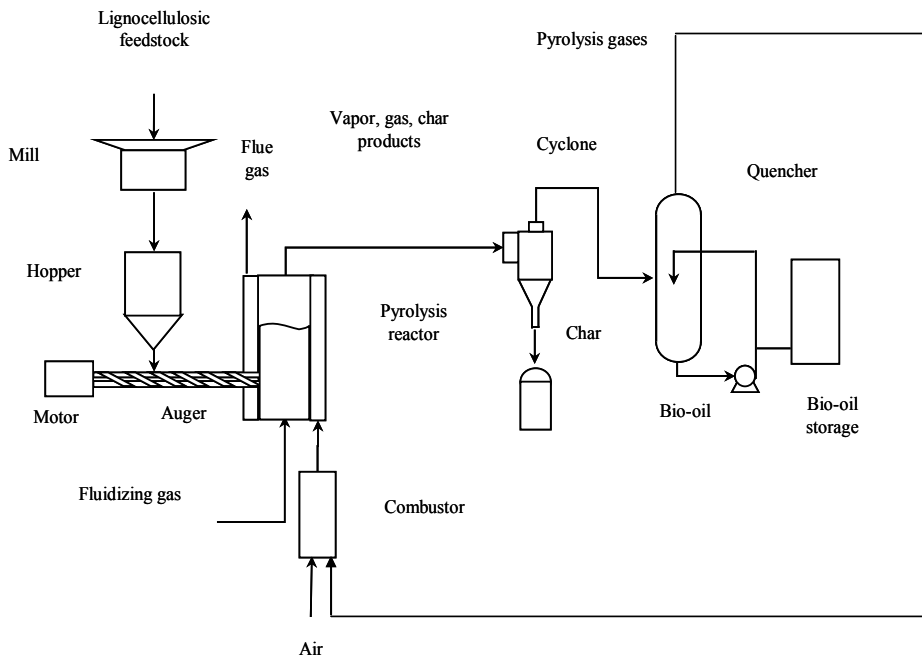 Lignocellulosic
feedstock
Pyrolysis gases
Vapor, gas, char
products
Mill
Flue
gas
Cyclone
Quencher
Hopper
Pyrolysis
reactor
Char
Motor
Auger
Bio-oil
Bio-oil
storage
Fluidizing gas
Combustor
Air